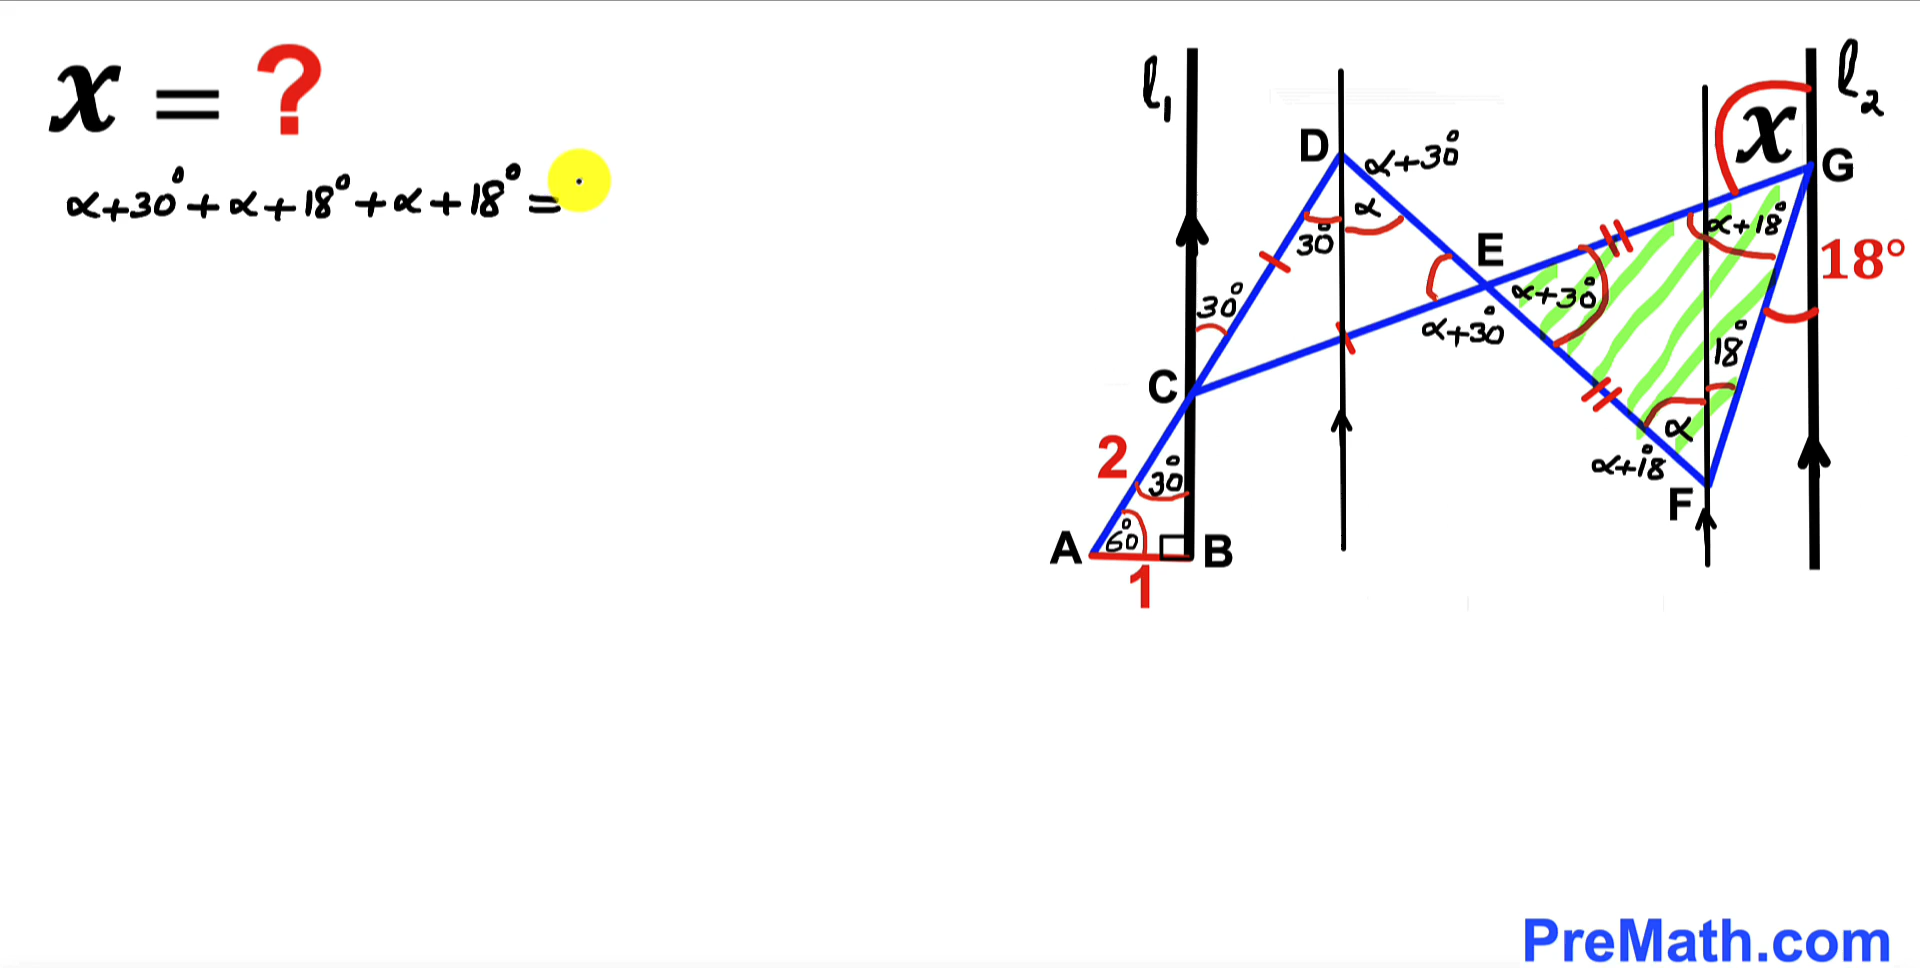 x = ?
α+30°+α+18°+α+18°=
l₁
l₂
D
α+30°
x
G
α
30°
E
α+18°
18°
30°
α+30°
α+30°
18°
C
2
30°
α
α+18°
F
A
60°
B
1
PreMath.com